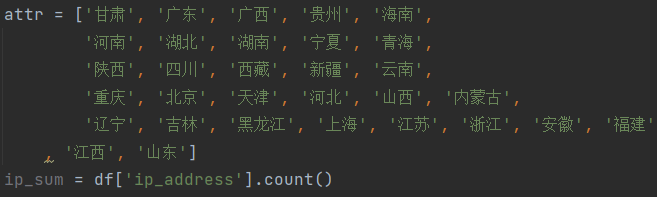 attr = ['甘肃', '广东', '广西', '贵州', '海南',
'河南', '湖北', '湖南', '宁夏', '青海',
'陕西', '四川', '西藏', '新疆', '云南',
'重庆', '北京', '天津', '河北', '山西', '内蒙古',
'辽宁', '吉林', '黑龙江', '上海', '江苏', '浙江', '安徽', '福建'
, '江西', '山东']
ip_sum = df['ip_address'].count()